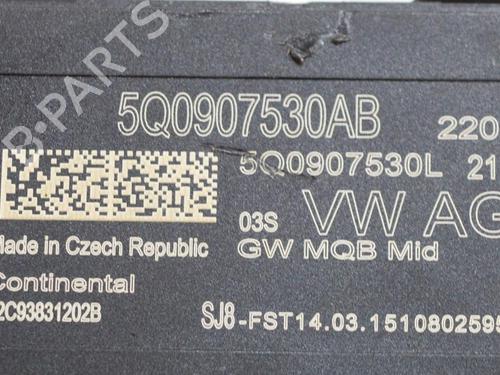 B-PARTS
5Q0907530AB 220
5Q0907530L 21
03S VW AG
GW MQB Mid
Made in Czech Republic
Continental
2C93831202B
SJ8-FST14.03.1510802595